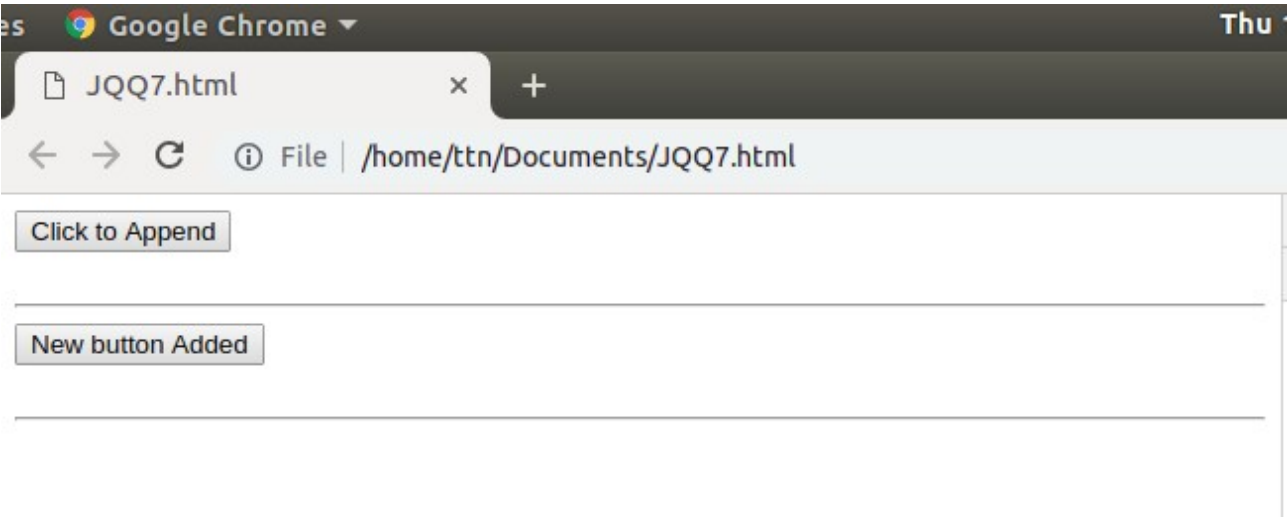 es Google Chrome Thu
JQQ7.html
File /home/ttn/Documents/JQQ7.html
Click to Append
New button Added